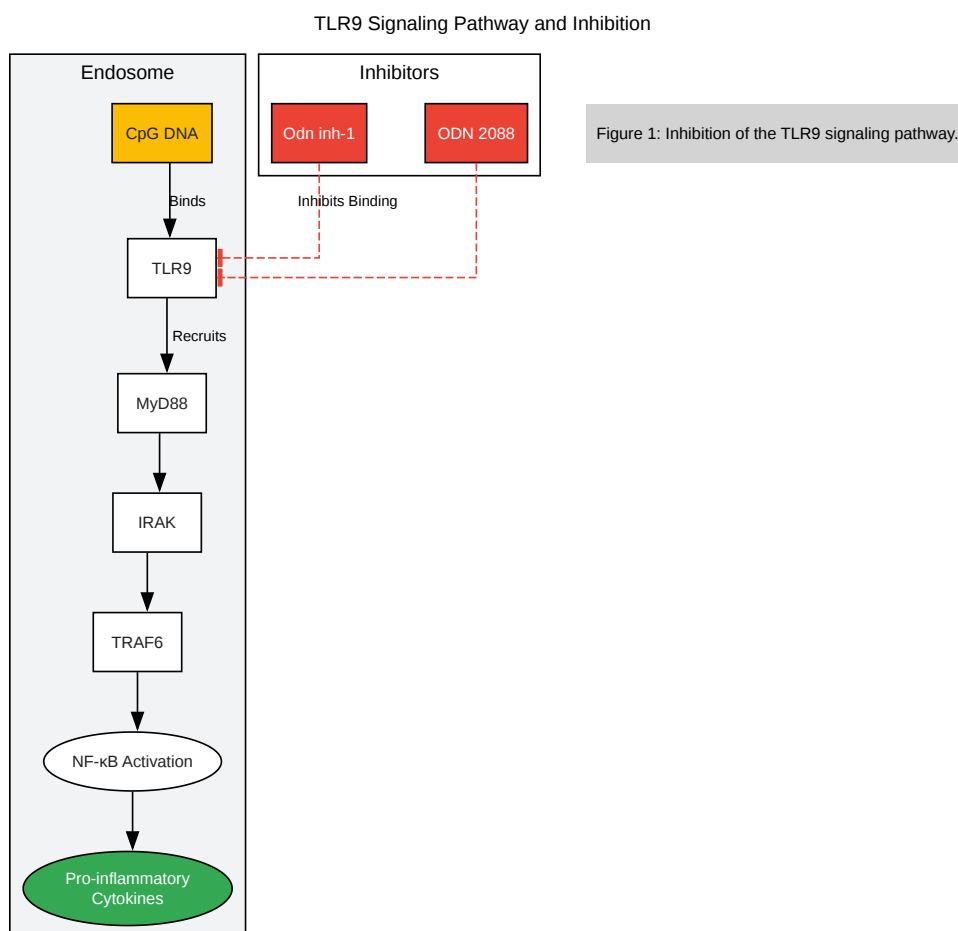 TLR9 Signaling Pathway and Inhibition
Endosome
Inhibitors
CpG DNA
Odn inh-1
ODN 2088
Figure 1: Inhibition of the TLR9 signaling pathway.
Binds
Inhibits Binding
TLR9
Recruits
MyD88
IRAK
TRAF6
NF-κB Activation
Pro-inflammatory
Cytokines